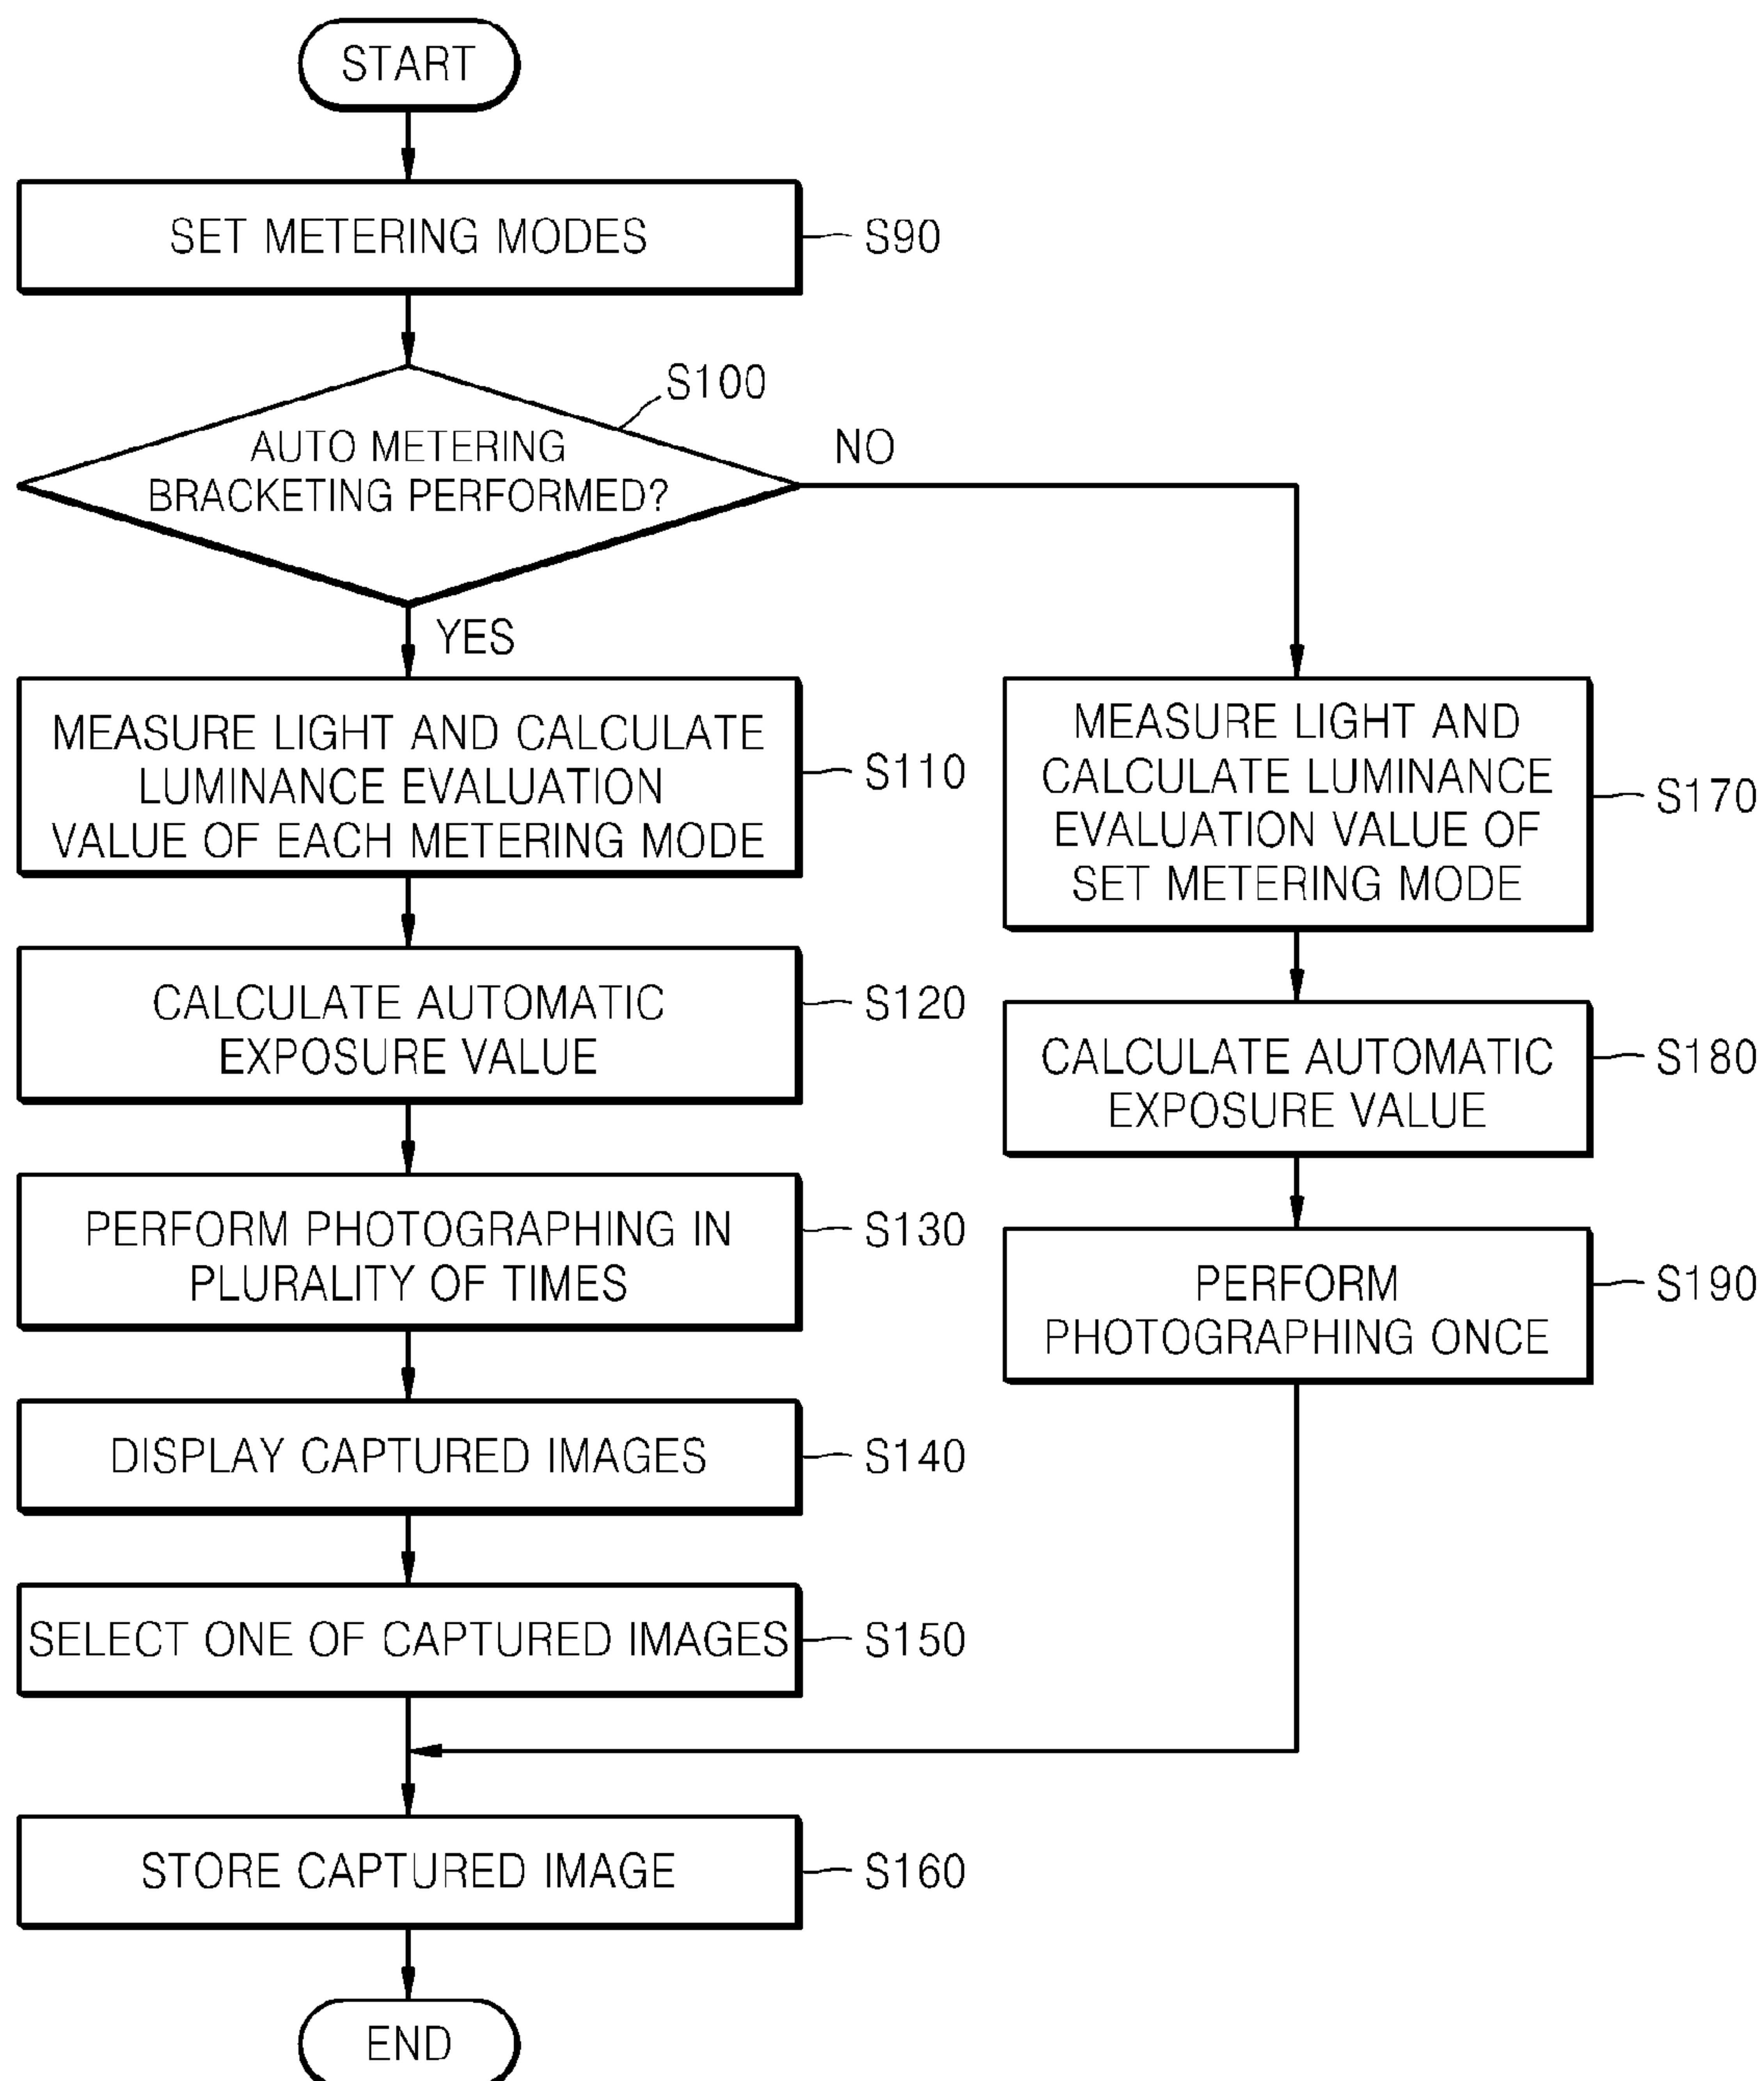 START
SET METERING MODES
S90
S100
AUTO METERING
BRACKETING PERFORMED?
NO
YES
MEASURE LIGHT AND CALCULATE
LUMINANCE EVALUATION
VALUE OF EACH METERING MODE
S110
MEASURE LIGHT AND
CALCULATE LUMINANCE
EVALUATION VALUE OF
SET METERING MODE
S170
CALCULATE AUTOMATIC
EXPOSURE VALUE
S120
CALCULATE AUTOMATIC
EXPOSURE VALUE
S180
PERFORM PHOTOGRAPHING IN
PLURALITY OF TIMES
S130
PERFORM
PHOTOGRAPHING ONCE
S190
DISPLAY CAPTURED IMAGES
S140
SELECT ONE OF CAPTURED IMAGES
S150
STORE CAPTURED IMAGE
S160
END